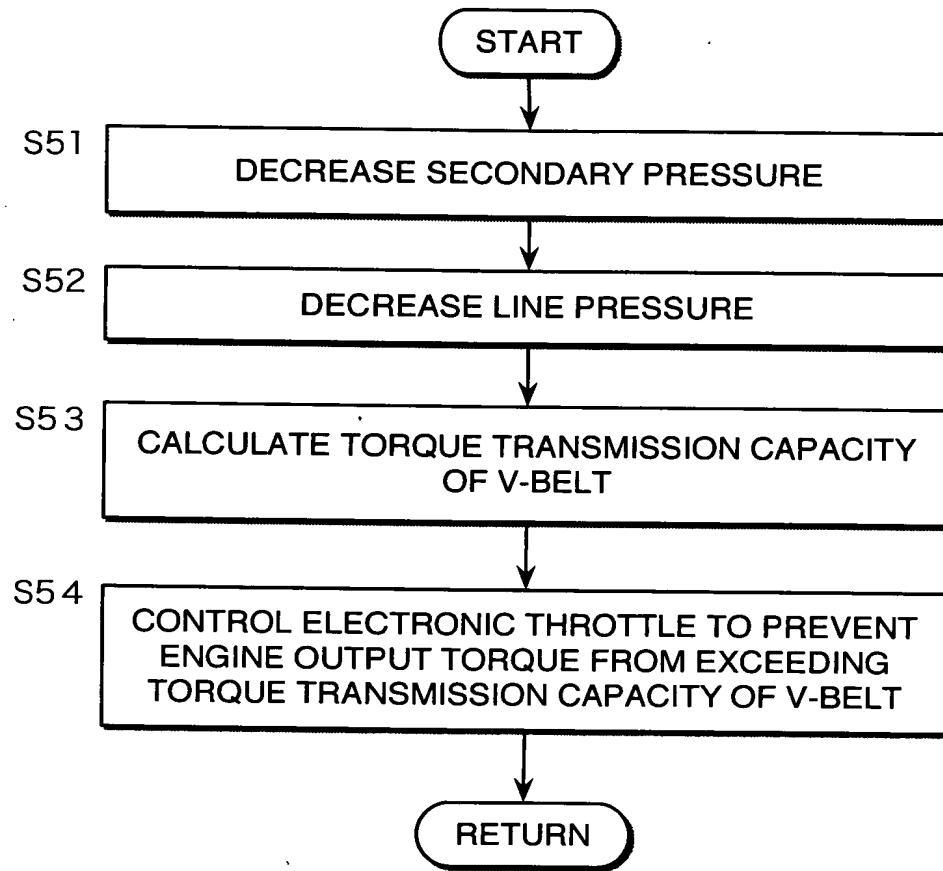 START
S51
DECREASE SECONDARY PRESSURE
S52
DECREASE LINE PRESSURE
S53
CALCULATE TORQUE TRANSMISSION CAPACITY
OF V-BELT
S54
CONTROL ELECTRONIC THROTTLE TO PREVENT
ENGINE OUTPUT TORQUE FROM EXCEEDING
TORQUE TRANSMISSION CAPACITY OF V-BELT
RETURN